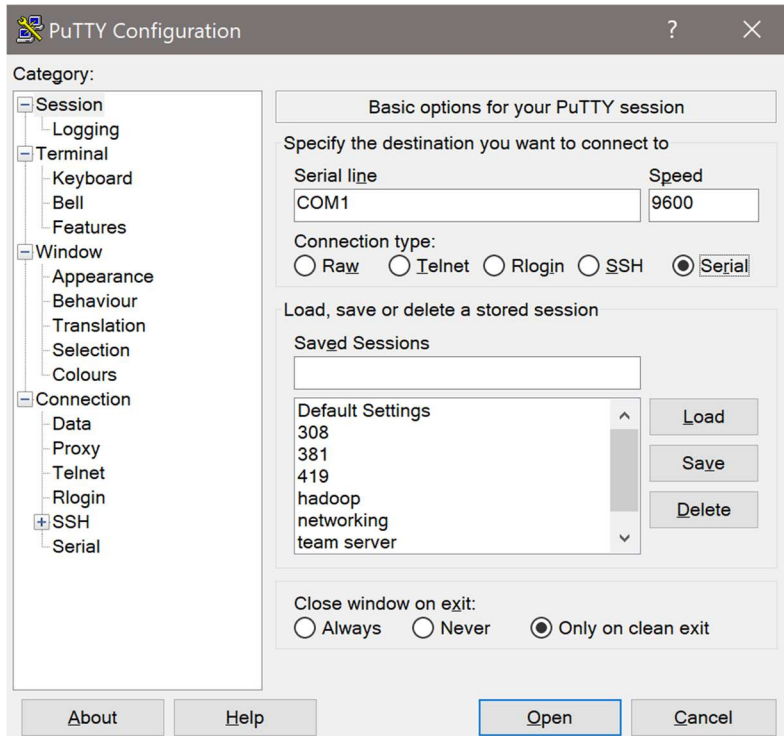 PuTTY Configuration
?
Category:
Session
Logging
Terminal
Keyboard
Bell
Features
Window
Appearance
Behaviour
Translation
Selection
Colours
Connection
Data
Proxy
Telnet
Rlogin
SSH
Serial
Basic options for your PuTTY session
Specify the destination you want to connect to
Serial line Speed
COM1 9600
Connection type:
Raw Telnet Rlogin SSH Serial
Load, save or delete a stored session
Saved Sessions
Default Settings
308
381
419
hadoop
networking
team server
Load
Save
Delete
Close window on exit:
Always Never Only on clean exit
About Help Open Cancel